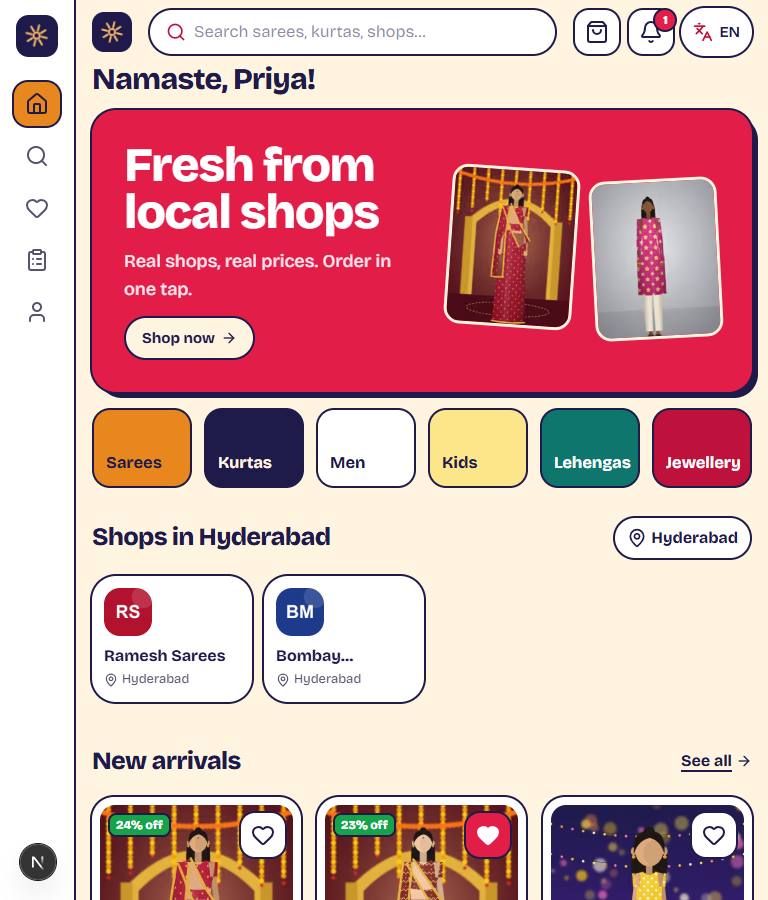 Search sarees, kurtas, shops...
1
EN
Namaste, Priya!
Fresh from
local shops
Real shops, real prices. Order in
one tap.
Shop now
Sarees
Kurtas
Men
Kids
Lehengas
Jewellery
Shops in Hyderabad
Hyderabad
RS
BM
Ramesh Sarees
Bombay...
Hyderabad
Hyderabad
New arrivals
See all
24% off
23% off
N